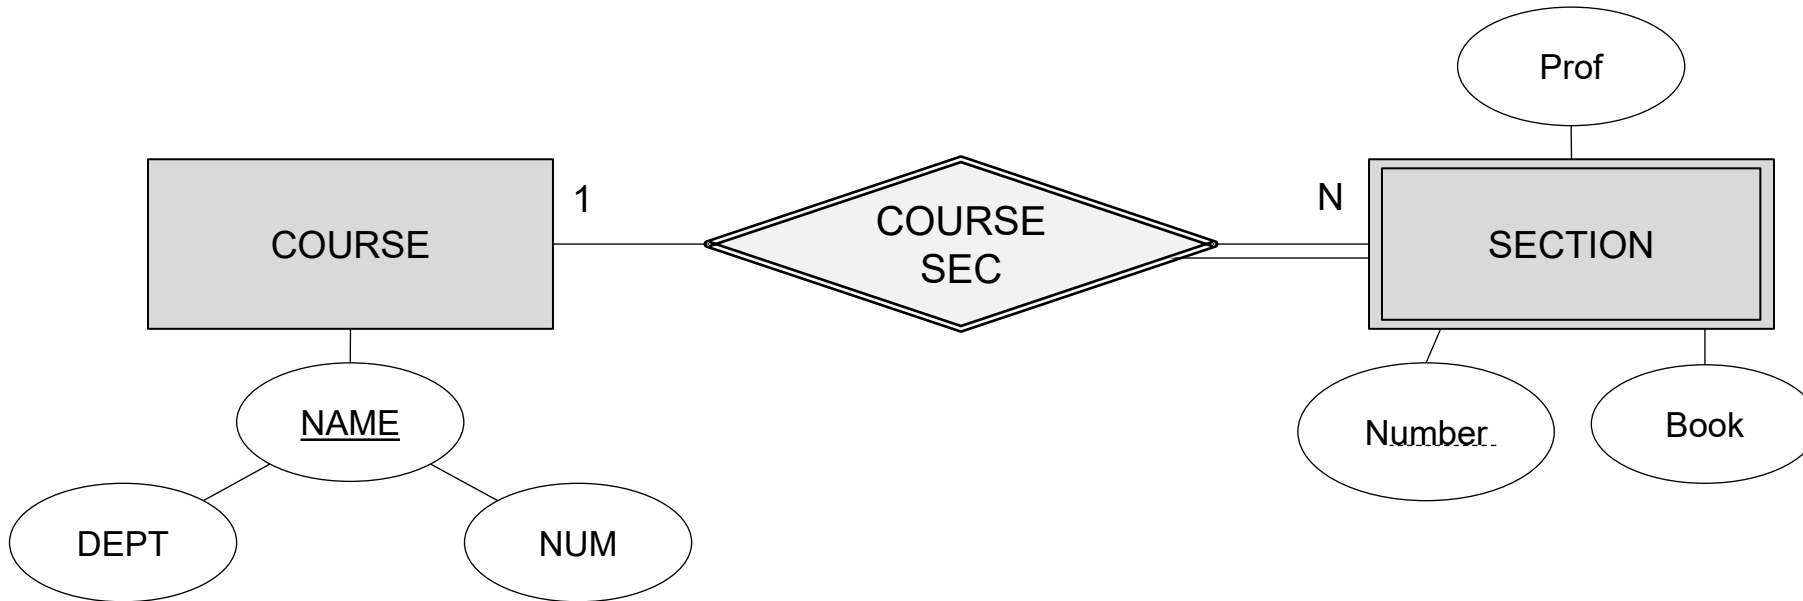 Prof
COURSE
1
COURSE
SEC
N
SECTION
NAME
Number
Book
DEPT
NUM